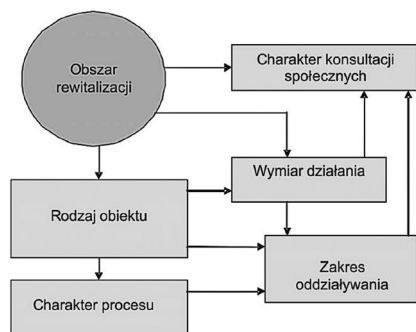 Obszar
rewitalizacji
Charakter konsultacji
społecznych
Wymiar działania
Rodzaj obiektu
Zakres
oddziaływania
Charakter procesu